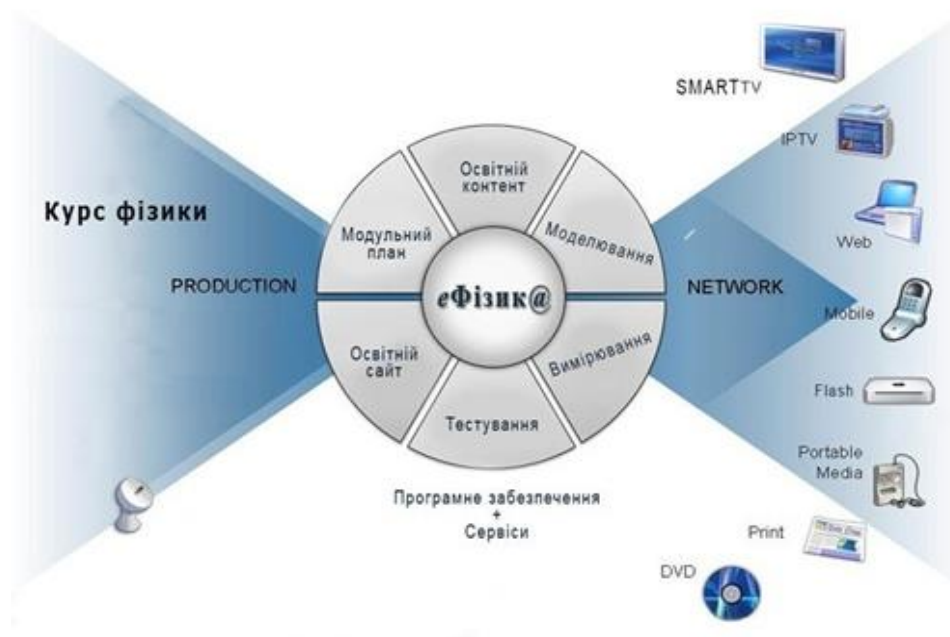 SMARTTV
IPTV
Освітній
контент
Курс фізики
Модульний
план
Моделювання
Web
PRODUCTION
еФізик@
NETWORK
Mobile
Освітній
сайт
Вимірювання
Flash
Тестування
Portable
Media
Програмне забезпечення
+
Сервіси
Print
DVD